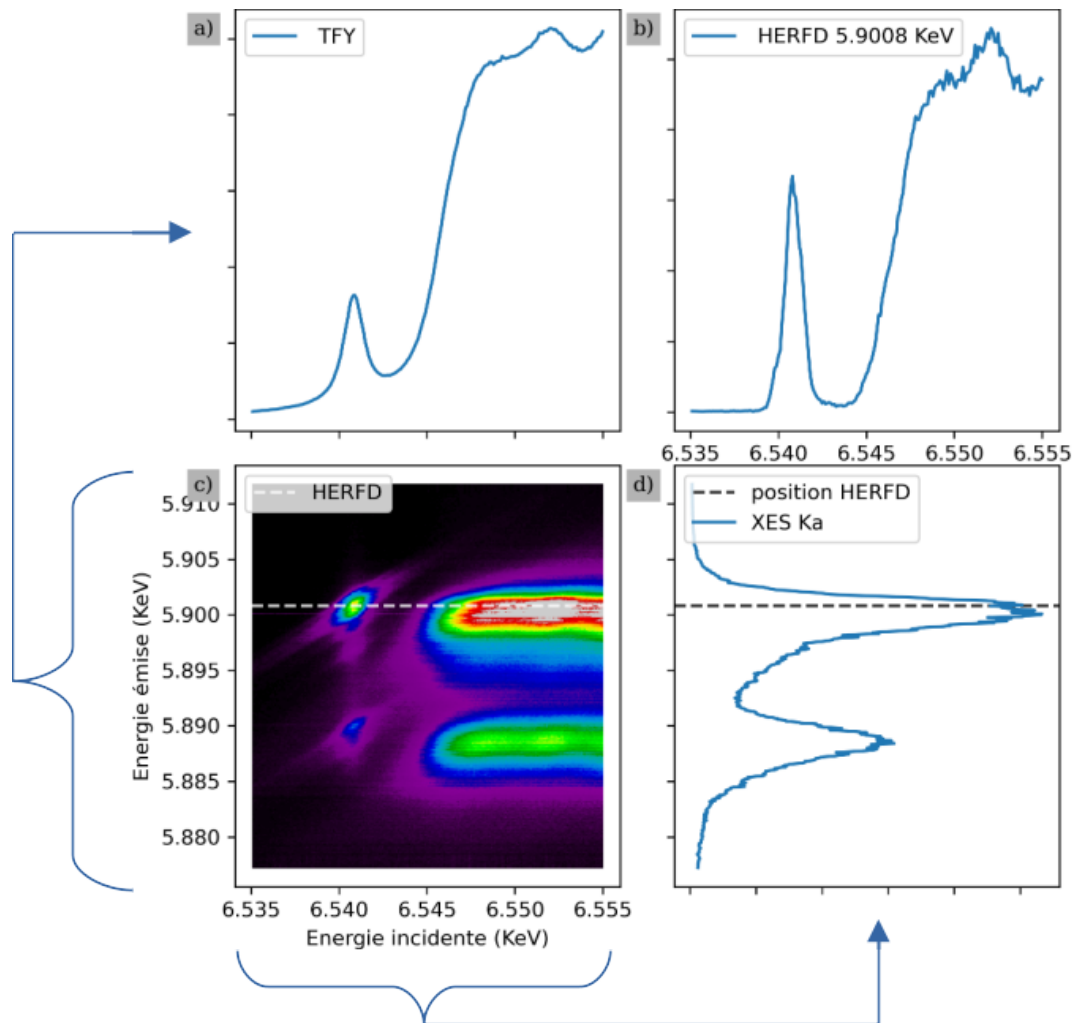 a)
TFY
b)
HERFD 5.9008 KeV
6.535 6.540 6.545 6.550 6.555
c)
HERFD
5.910
5.905
5.900
5.895
5.890
5.885
5.880
Energie émise (KeV)
6.535 6.540 6.545 6.550 6.555
Energie incidente (KeV)
d)
position HERFD
XES Ka